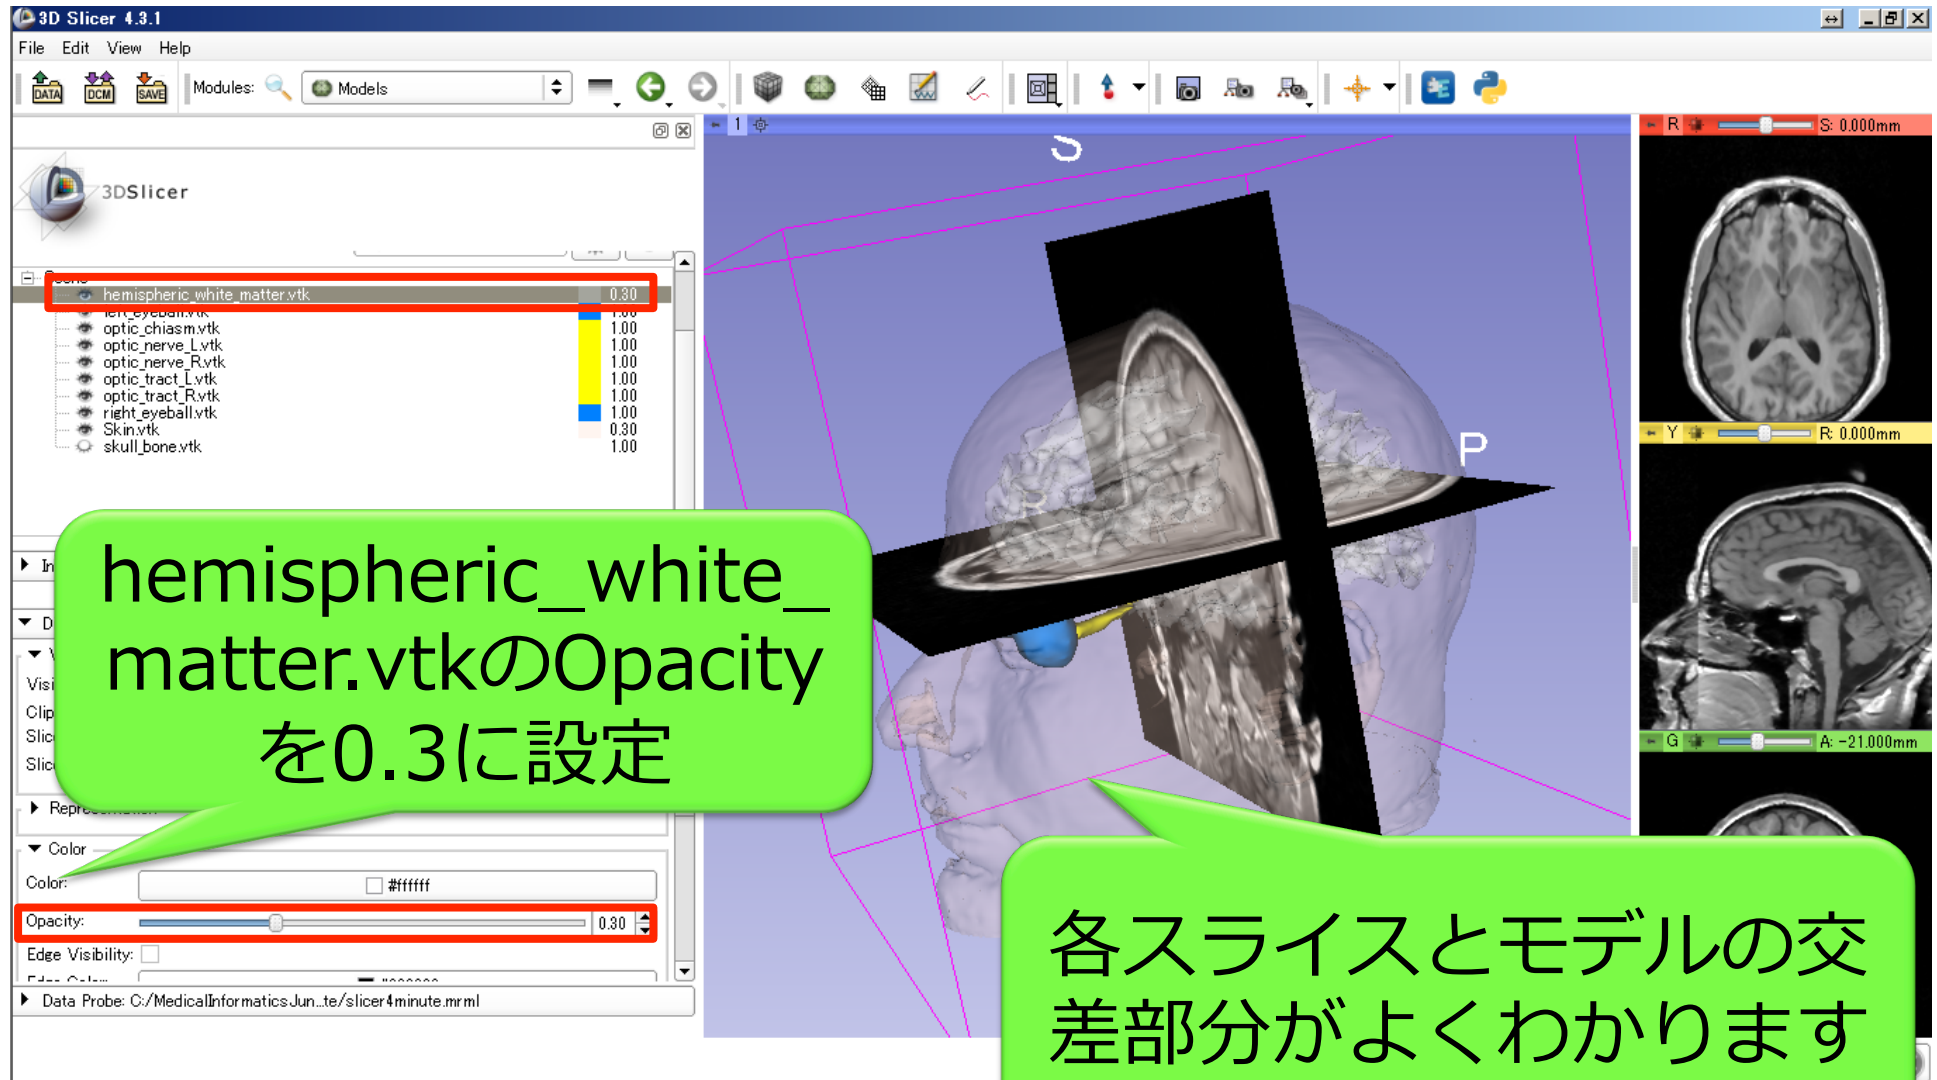 3D Slicer 4.3.1
File Edit View Help
DATA DCM SAVE Modules: Models
1
3DSlicer
hemispheric_white_matter.vtk 0.30
left_eyeball.vtk 1.00
optic_chiasm.vtk 1.00
optic_nerve_L.vtk 1.00
optic_nerve_R.vtk 1.00
optic_tract_L.vtk 1.00
optic_tract_R.vtk 1.00
right_eyeball.vtk 1.00
Skin.vtk 0.30
skull_bone.vtk 1.00
hemispheric_white_
matter.vtkのOpacity
を0.3に設定
Color
Color: #ffffff
Opacity: 0.30
Edge Visibility:
Data Probe: C:/MedicalInformaticsJun...te/slicer4minute.mrml
S
P
R S: 0.000mm
Y R: 0.000mm
G A: -21.000mm
各スライスとモデルの交
差部分がよくわかります